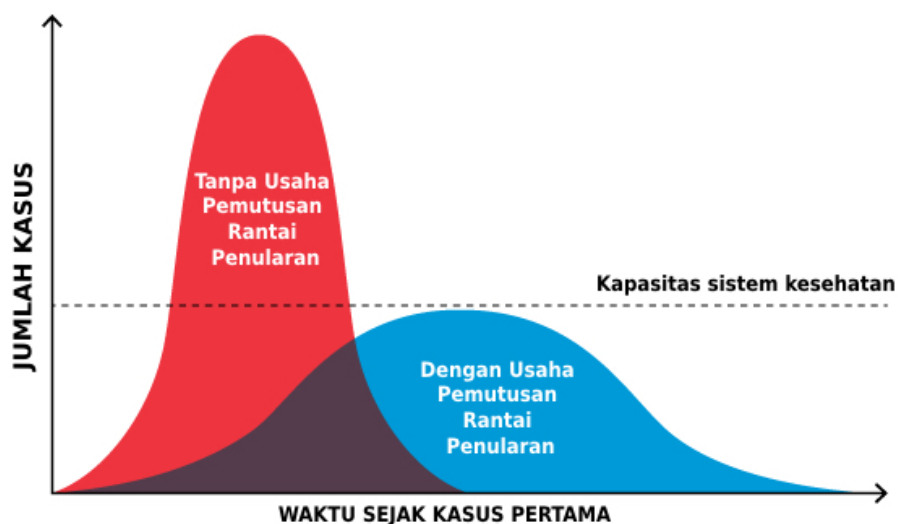 JUMLAH KASUS
Tanpa Usaha
Pemutusan
Rantai
Penularan
Kapasitas sistem kesehatan
Dengan Usaha
Pemutusan
Rantai
Penularan
WAKTU SEJAK KASUS PERTAMA